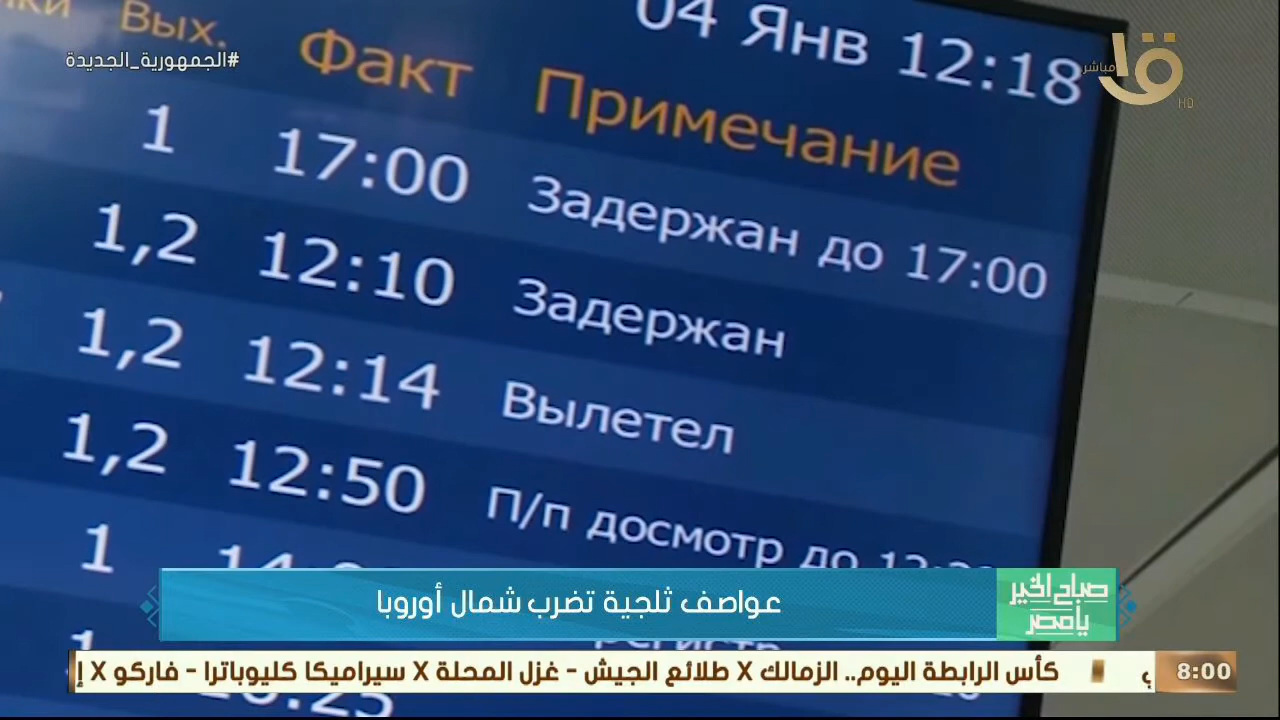 04 Янв 12:18
Вых. Факт Примечание
#الجمهورية_الجديدة
مباشر
HD
1 17:00 Задержан до 17:00
1,2 12:10 Задержан
1,2 12:14 Вылетел
1,2 12:50 П/п досмотр до
1
عواصف ثلجية تضرب شمال أوروبا
صباح الخير
يا مصر
كأس الرابطة اليوم.. الزمالك X طلائع الجيش - غزل المحلة X سيراميكا كليوباترا - فاركو X
8:00